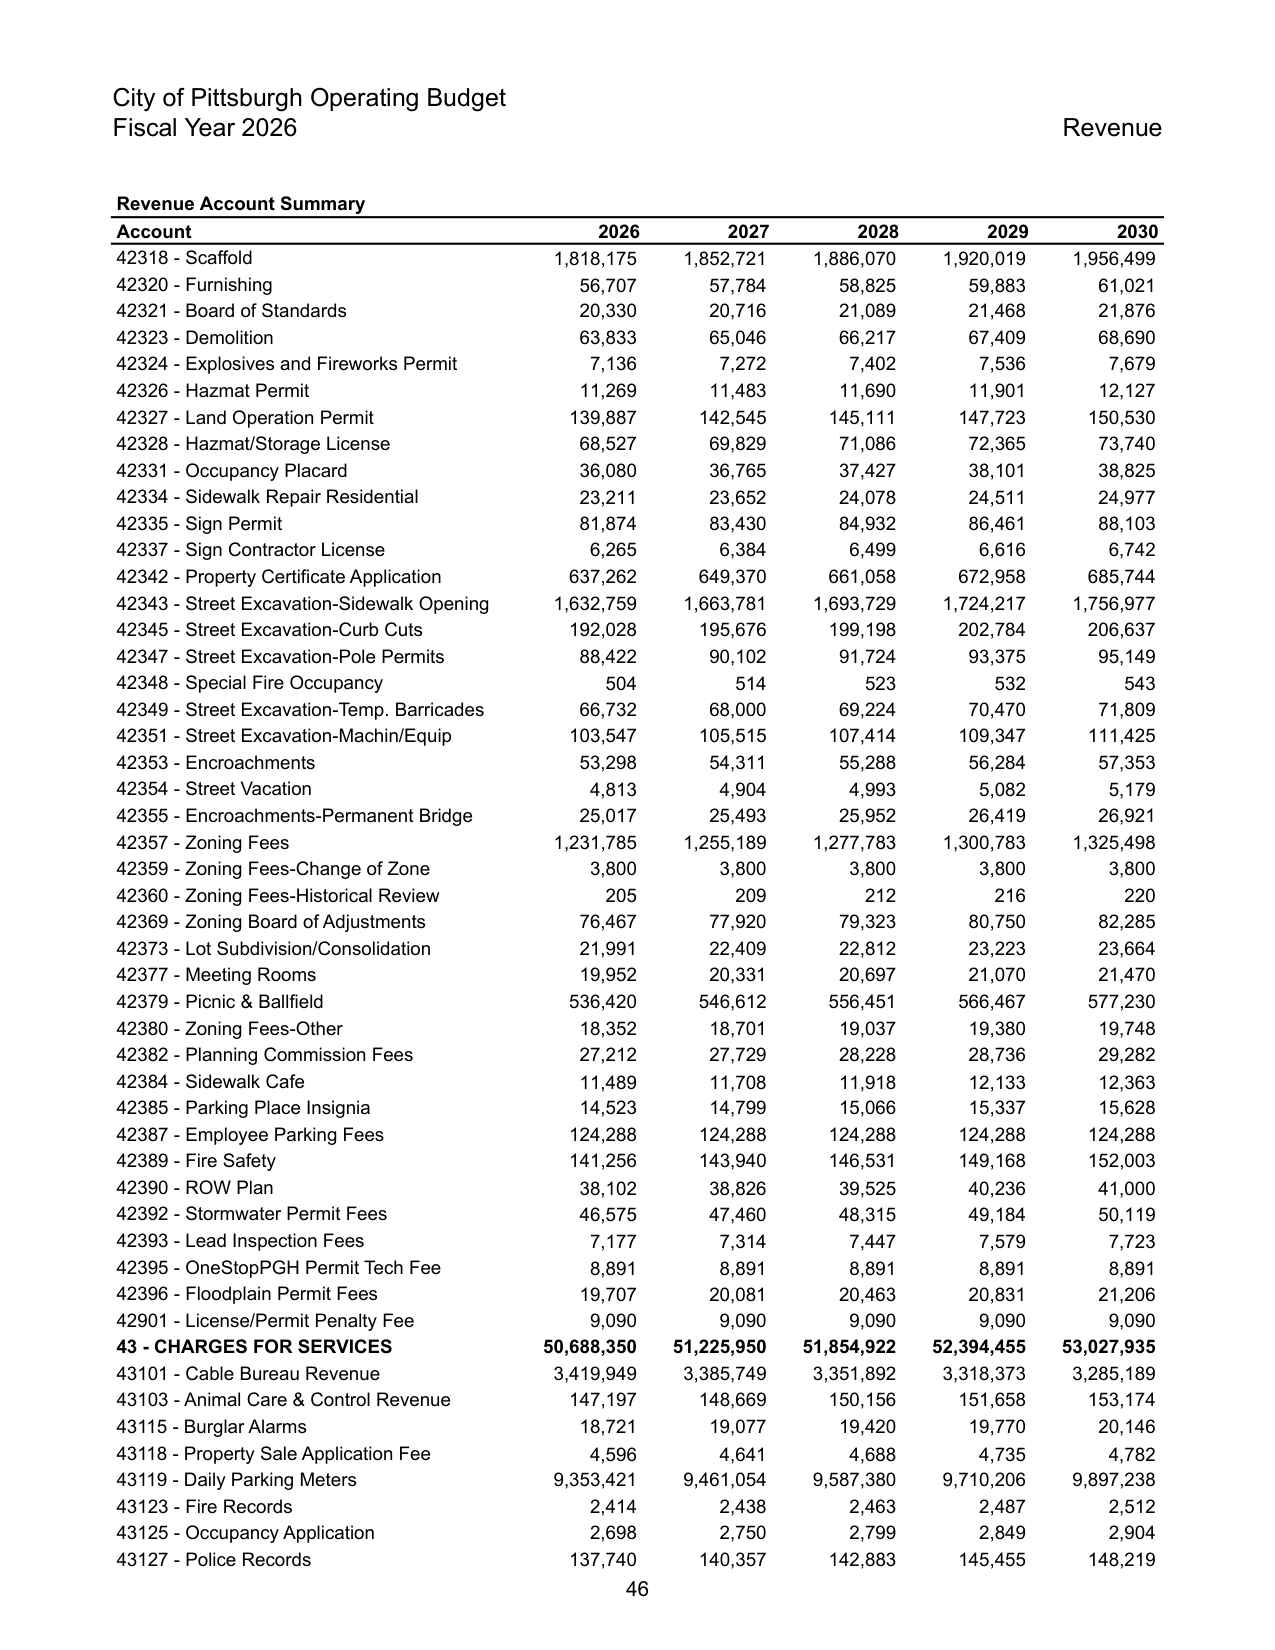 City of Pittsburgh Operating Budget
Fiscal Year 2026 Revenue
Revenue Account Summary
Account 2026 2027 2028 2029 2030
42318 - Scaffold 1,818,175 1,852,721 1,886,070 1,920,019 1,956,499
42320 - Furnishing 56,707 57,784 58,825 59,883 61,021
42321 - Board of Standards 20,330 20,716 21,089 21,468 21,876
42323 - Demolition 63,833 65,046 66,217 67,409 68,690
42324 - Explosives and Fireworks Permit 7,136 7,272 7,402 7,536 7,679
42326 - Hazmat Permit 11,269 11,483 11,690 11,901 12,127
42327 - Land Operation Permit 139,887 142,545 145,111 147,723 150,530
42328 - Hazmat/Storage License 68,527 69,829 71,086 72,365 73,740
42331 - Occupancy Placard 36,080 36,765 37,427 38,101 38,825
42334 - Sidewalk Repair Residential 23,211 23,652 24,078 24,511 24,977
42335 - Sign Permit 81,874 83,430 84,932 86,461 88,103
42337 - Sign Contractor License 6,265 6,384 6,499 6,616 6,742
42342 - Property Certificate Application 637,262 649,370 661,058 672,958 685,744
42343 - Street Excavation-Sidewalk Opening 1,632,759 1,663,781 1,693,729 1,724,217 1,756,977
42345 - Street Excavation-Curb Cuts 192,028 195,676 199,198 202,784 206,637
42347 - Street Excavation-Pole Permits 88,422 90,102 91,724 93,375 95,149
42348 - Special Fire Occupancy 504 514 523 532 543
42349 - Street Excavation-Temp. Barricades 66,732 68,000 69,224 70,470 71,809
42351 - Street Excavation-Machin/Equip 103,547 105,515 107,414 109,347 111,425
42353 - Encroachments 53,298 54,311 55,288 56,284 57,353
42354 - Street Vacation 4,813 4,904 4,993 5,082 5,179
42355 - Encroachments-Permanent Bridge 25,017 25,493 25,952 26,419 26,921
42357 - Zoning Fees 1,231,785 1,255,189 1,277,783 1,300,783 1,325,498
42359 - Zoning Fees-Change of Zone 3,800 3,800 3,800 3,800 3,800
42360 - Zoning Fees-Historical Review 205 209 212 216 220
42369 - Zoning Board of Adjustments 76,467 77,920 79,323 80,750 82,285
42373 - Lot Subdivision/Consolidation 21,991 22,409 22,812 23,223 23,664
42377 - Meeting Rooms 19,952 20,331 20,697 21,070 21,470
42379 - Picnic & Ballfield 536,420 546,612 556,451 566,467 577,230
42380 - Zoning Fees-Other 18,352 18,701 19,037 19,380 19,748
42382 - Planning Commission Fees 27,212 27,729 28,228 28,736 29,282
42384 - Sidewalk Cafe 11,489 11,708 11,918 12,133 12,363
42385 - Parking Place Insignia 14,523 14,799 15,066 15,337 15,628
42387 - Employee Parking Fees 124,288 124,288 124,288 124,288 124,288
42389 - Fire Safety 141,256 143,940 146,531 149,168 152,003
42390 - ROW Plan 38,102 38,826 39,525 40,236 41,000
42392 - Stormwater Permit Fees 46,575 47,460 48,315 49,184 50,119
42393 - Lead Inspection Fees 7,177 7,314 7,447 7,579 7,723
42395 - OneStopPGH Permit Tech Fee 8,891 8,891 8,891 8,891 8,891
42396 - Floodplain Permit Fees 19,707 20,081 20,463 20,831 21,206
42901 - License/Permit Penalty Fee 9,090 9,090 9,090 9,090 9,090
43 - CHARGES FOR SERVICES 50,688,350 51,225,950 51,854,922 52,394,455 53,027,935
43101 - Cable Bureau Revenue 3,419,949 3,385,749 3,351,892 3,318,373 3,285,189
43103 - Animal Care & Control Revenue 147,197 148,669 150,156 151,658 153,174
43115 - Burglar Alarms 18,721 19,077 19,420 19,770 20,146
43118 - Property Sale Application Fee 4,596 4,641 4,688 4,735 4,782
43119 - Daily Parking Meters 9,353,421 9,461,054 9,587,380 9,710,206 9,897,238
43123 - Fire Records 2,414 2,438 2,463 2,487 2,512
43125 - Occupancy Application 2,698 2,750 2,799 2,849 2,904
43127 - Police Records 137,740 140,357 142,883 145,455 148,219
46